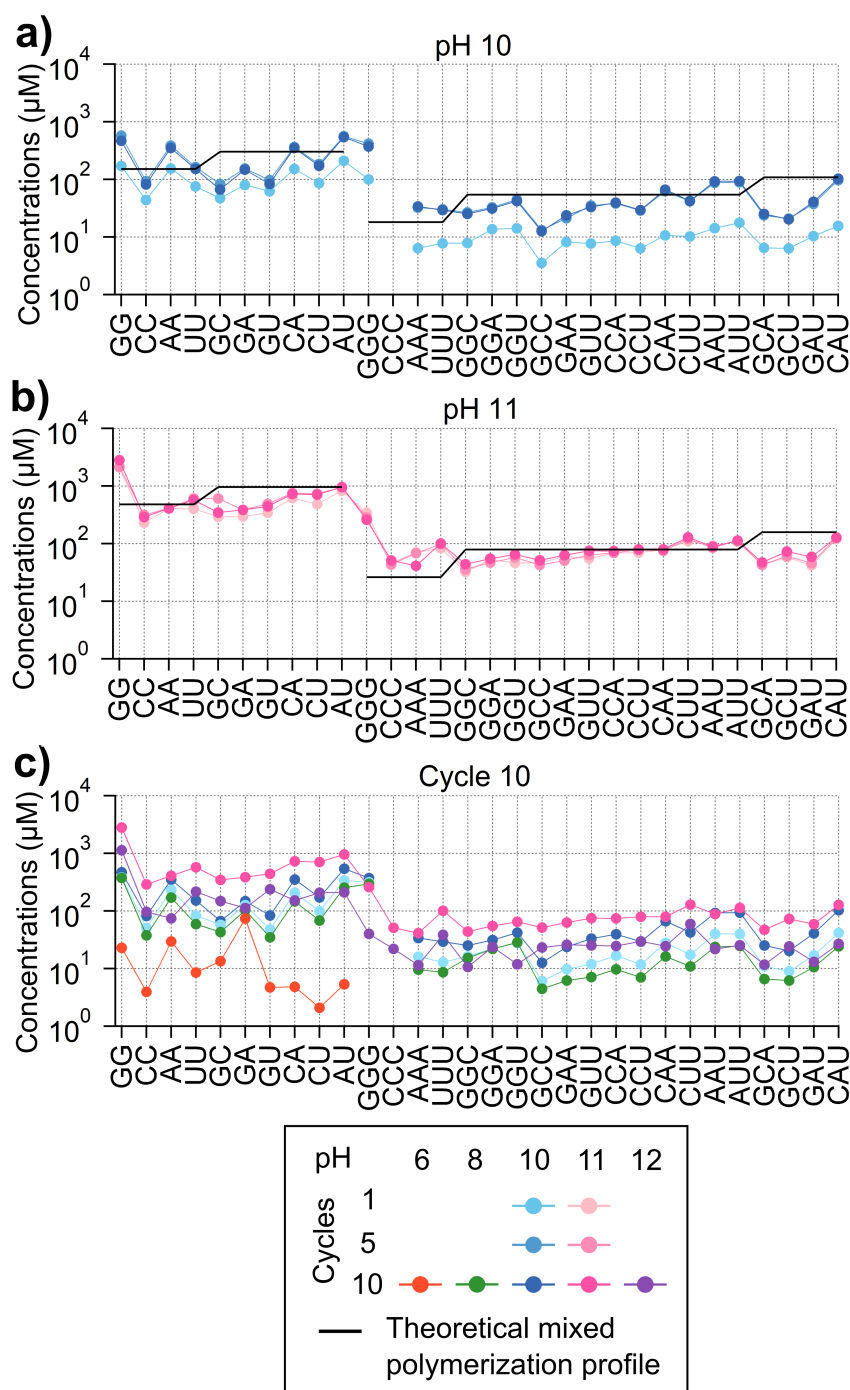 a)
pH 10
Concentrations (µM)
10⁴
10³
10²
10¹
10⁰
GG CC AA UU GC GA GU CA CU AU GGG CCC AAA UUU GGC GGA GGU GCC GAA GUU CCA CCU CAA CUU AAU AUU GCA GCU GAU CAU
b)
pH 11
Concentrations (µM)
10⁴
10³
10²
10¹
10⁰
GG CC AA UU GC GA GU CA CU AU GGG CCC AAA UUU GGC GGA GGU GCC GAA GUU CCA CCU CAA CUU AAU AUU GCA GCU GAU CAU
c)
Cycle 10
Concentrations (µM)
10⁴
10³
10²
10¹
10⁰
GG CC AA UU GC GA GU CA CU AU GGG CCC AAA UUU GGC GGA GGU GCC GAA GUU CCA CCU CAA CUU AAU AUU GCA GCU GAU CAU
pH 6 8 10 11 12
Cycles
1
5
10
Theoretical mixed
polymerization profile